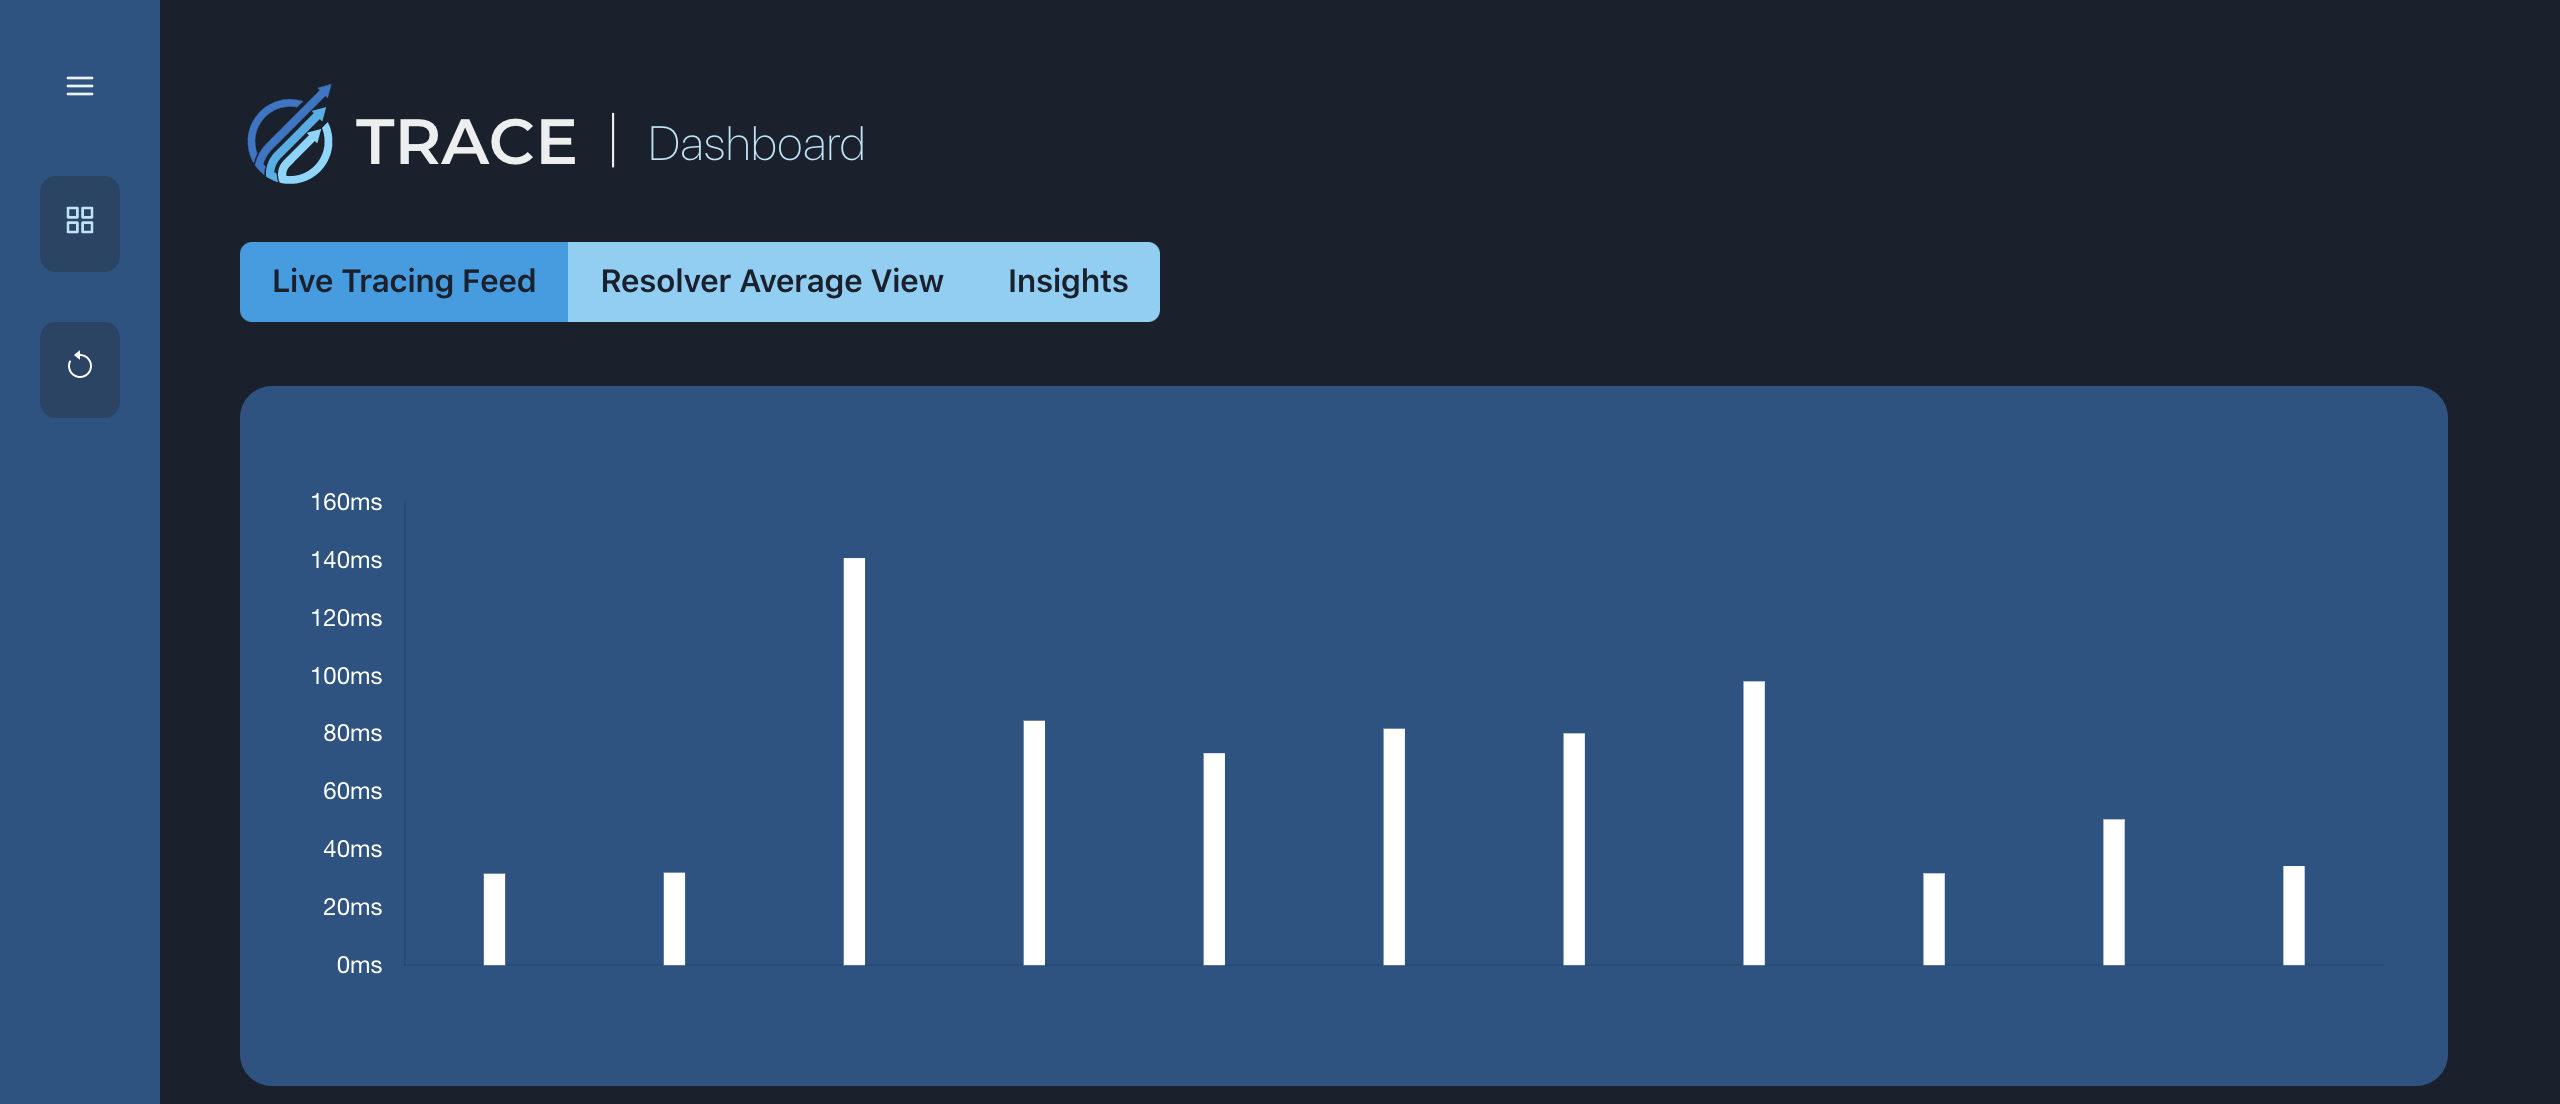 TRACE | Dashboard
Live Tracing Feed Resolver Average View Insights
160ms
140ms
120ms
100ms
80ms
60ms
40ms
20ms
0ms